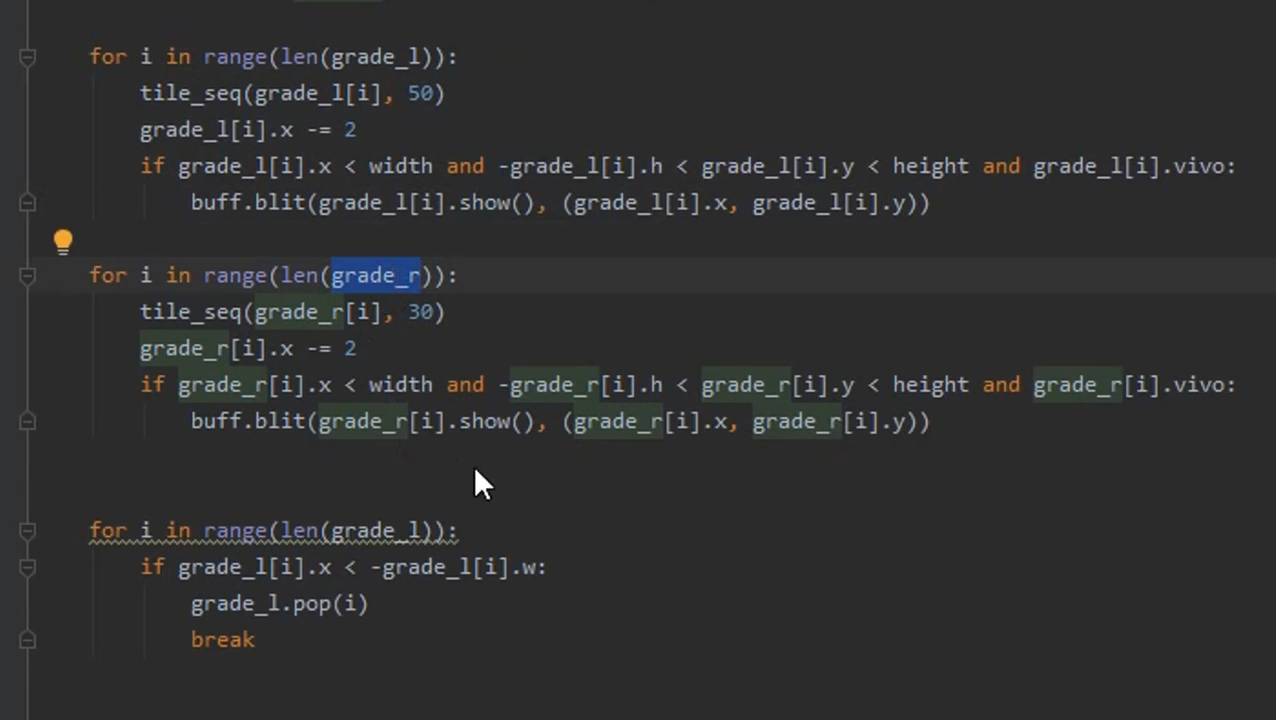 for i in range(len(grade_l)):
    tile_seq(grade_l[i], 50)
    grade_l[i].x -= 2
    if grade_l[i].x < width and -grade_l[i].h < grade_l[i].y < height and grade_l[i].vivo:
        buff.blit(grade_l[i].show(), (grade_l[i].x, grade_l[i].y))
for i in range(len(grade_r)):
    tile_seq(grade_r[i], 30)
    grade_r[i].x -= 2
    if grade_r[i].x < width and -grade_r[i].h < grade_r[i].y < height and grade_r[i].vivo:
        buff.blit(grade_r[i].show(), (grade_r[i].x, grade_r[i].y))
for i in range(len(grade_l)):
    if grade_l[i].x < -grade_l[i].w:
        grade_l.pop(i)
        break